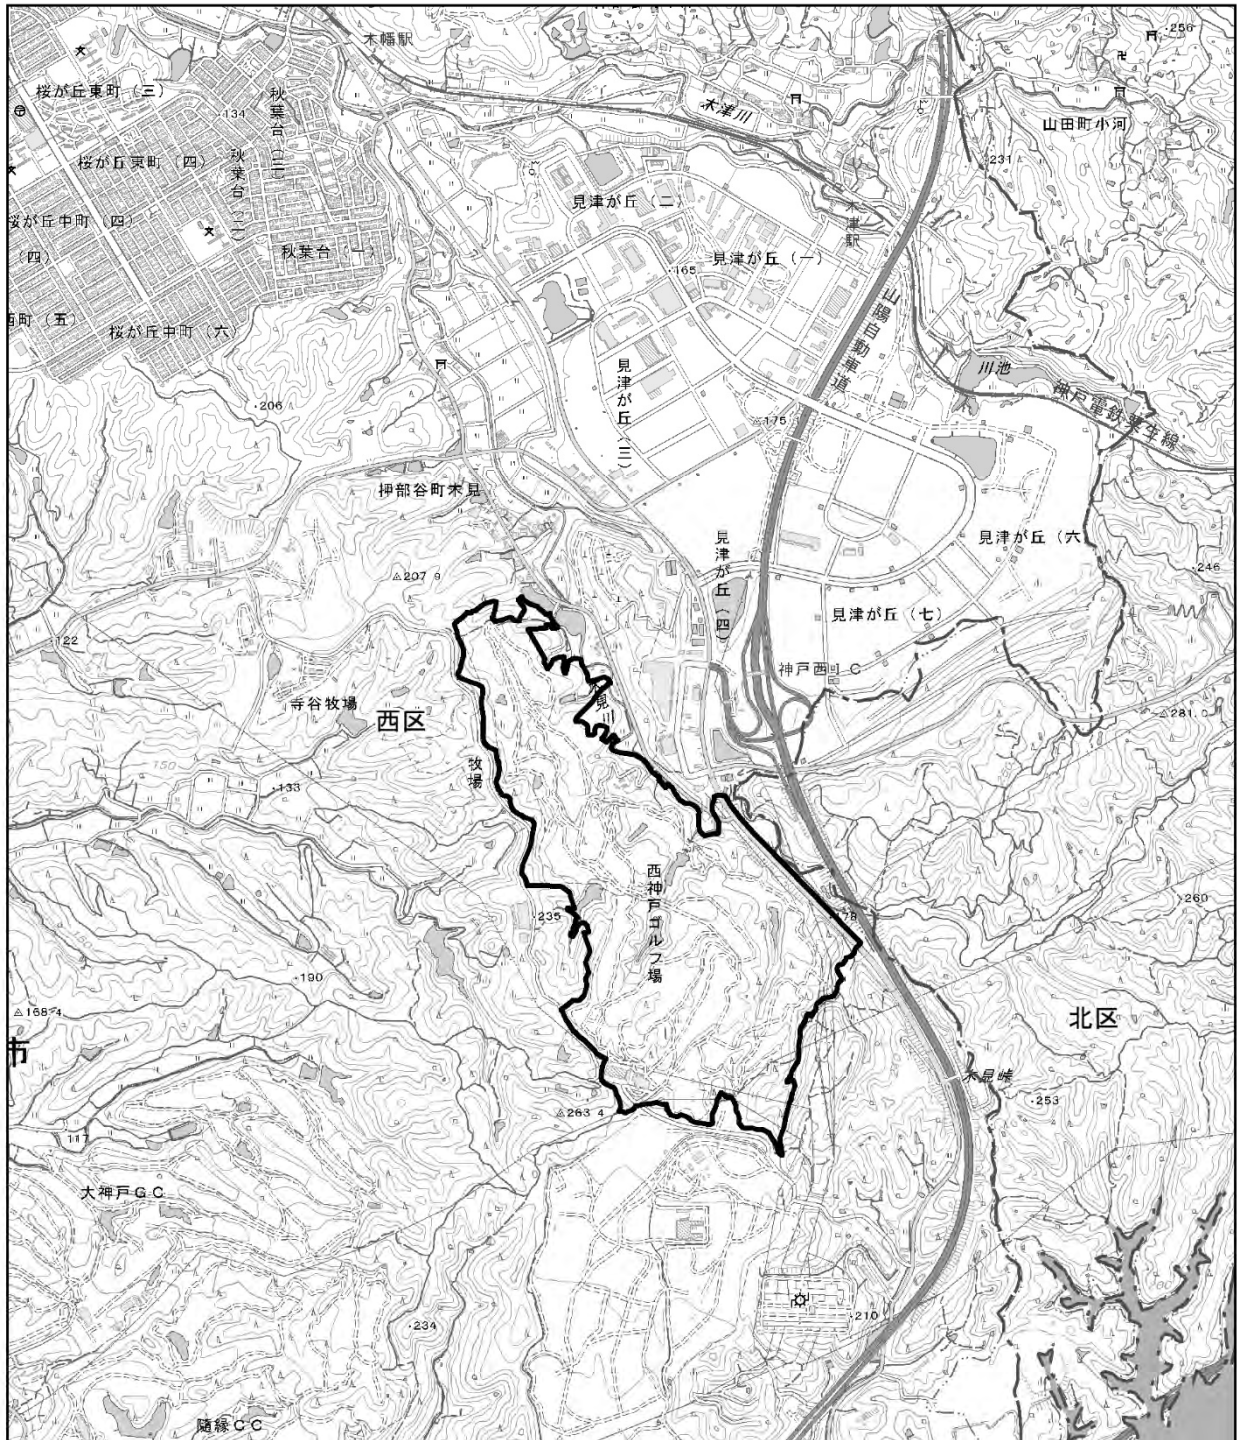 木幡駅
・256
桜が丘東町（三）
・134
秋葉台（三）
木津川
山田町小河
桜が丘東町（四）
秋葉台（二）
・231
見津が丘（二）
木津駅
桜が丘中町（四）
（四）
秋葉台（一）
見津が丘（一）
・165
山陽自動車道
西町（五）
桜が丘中町（六）
見津が丘（三）
川池
神戸電鉄粟生線
・206
△175
押部谷町木見
見津が丘（四）
見津が丘（六
・246
△207.9
見津が丘（七）
・122
神戸西ＩＣ
寺谷牧場
木見川
西区
△281.0
150
牧場
・133
西神戸ゴルフ場
・235
178
・260
・190
△168.4
北区
市
木見峠
△263.4
・253
117
大神戸ＧＣ
・210
・234
随縁ＣＣ